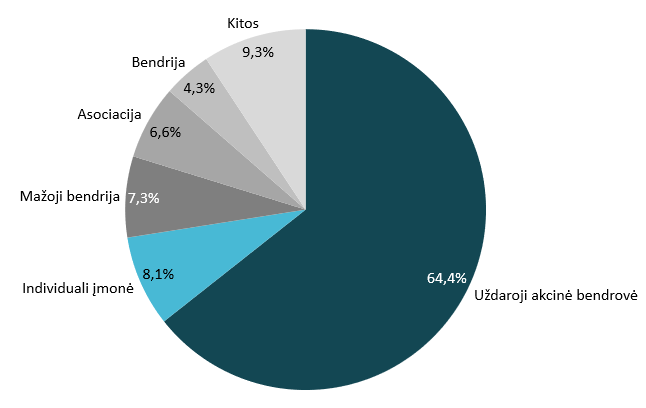 Kitos
9,3%
Bendrija
4,3%
Asociacija
6,6%
Mažoji bendrija
7,3%
Individuali įmonė
8,1%
64,4%
Uždaroji akcinė bendrovė